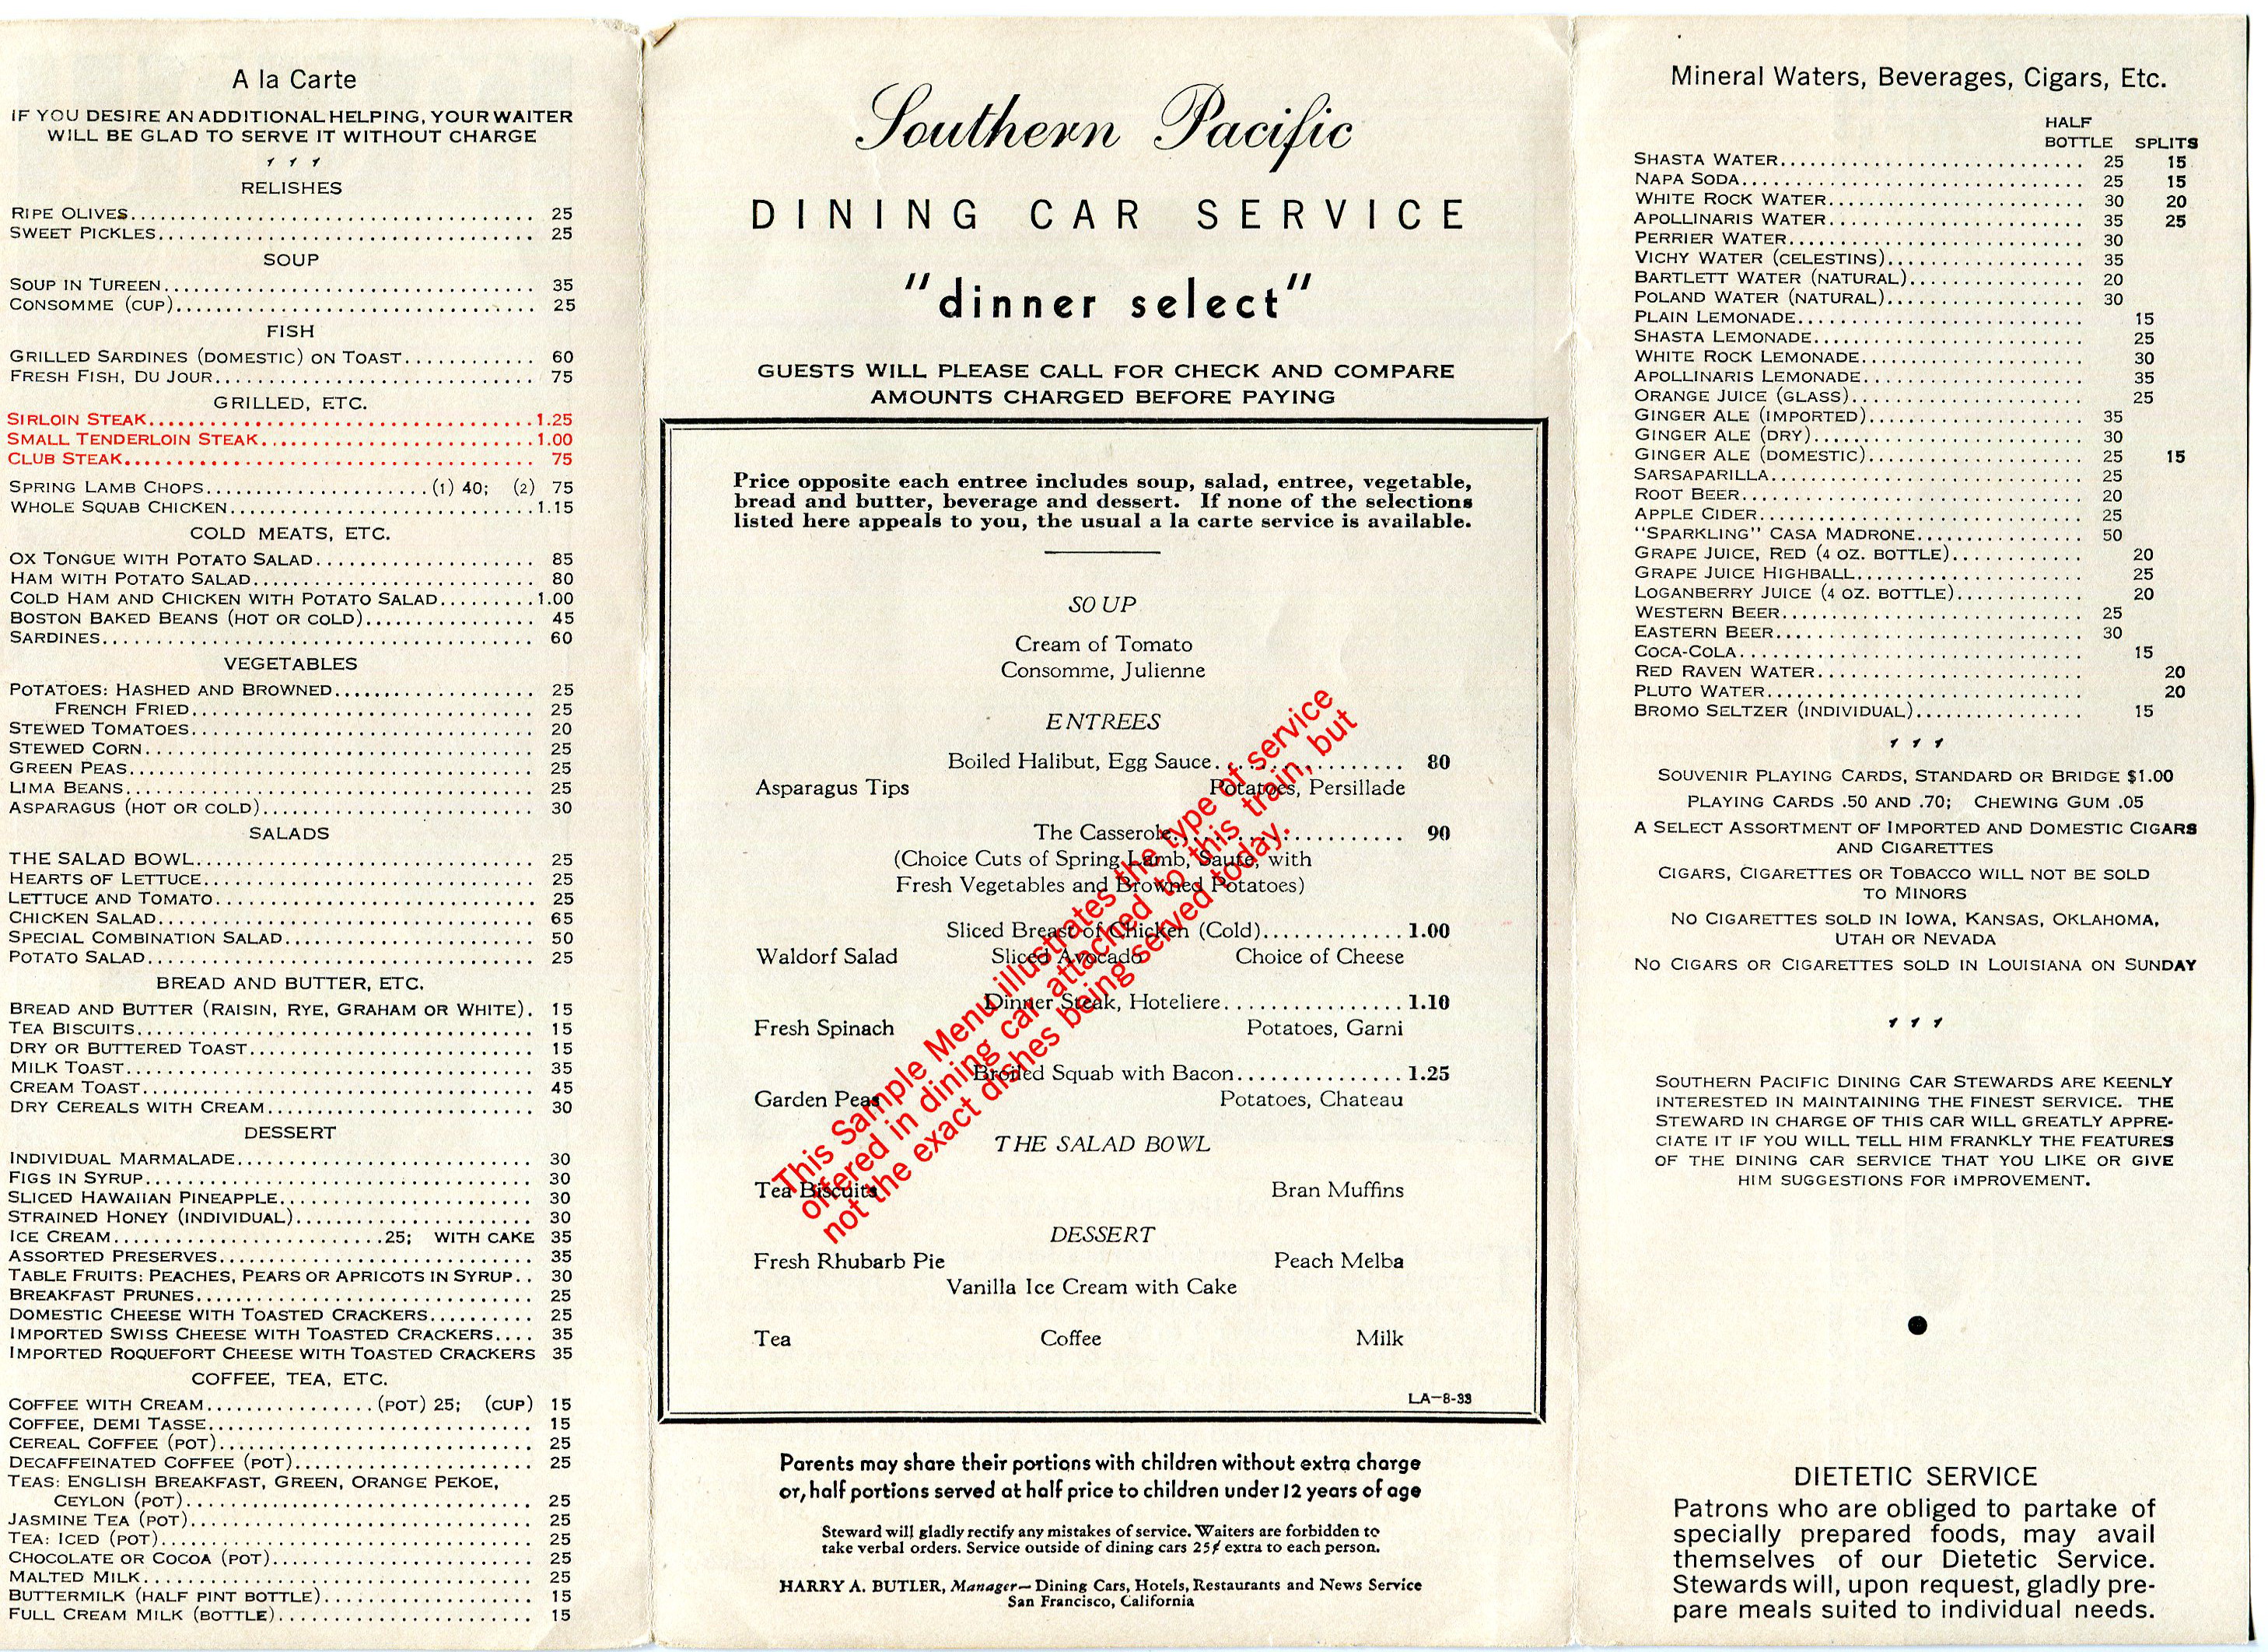 A la Carte
IF YOU DESIRE AN ADDITIONAL HELPING, YOUR WAITER
WILL BE GLAD TO SERVE IT WITHOUT CHARGE
RELISHES
RIPE OLIVES 25
SWEET PICKLES 25
SOUP
SOUP IN TUREEN 35
CONSOMME (CUP) 25
FISH
GRILLED SARDINES (DOMESTIC) ON TOAST 60
FRESH FISH, DU JOUR 75
GRILLED, ETC.
SIRLOIN STEAK 1.25
SMALL TENDERLOIN STEAK 1.00
CLUB STEAK 75
SPRING LAMB CHOPS (1) 40; (2) 75
WHOLE SQUAB CHICKEN 1.15
COLD MEATS, ETC.
OX TONGUE WITH POTATO SALAD 85
HAM WITH POTATO SALAD 80
COLD HAM AND CHICKEN WITH POTATO SALAD 1.00
BOSTON BAKED BEANS (HOT OR COLD) 45
SARDINES 60
VEGETABLES
POTATOES: HASHED AND BROWNED 25
FRENCH FRIED 25
STEWED TOMATOES 20
STEWED CORN 25
GREEN PEAS 25
LIMA BEANS 25
ASPARAGUS (HOT OR COLD) 30
SALADS
THE SALAD BOWL 25
HEARTS OF LETTUCE 25
LETTUCE AND TOMATO 25
CHICKEN SALAD 65
SPECIAL COMBINATION SALAD 50
POTATO SALAD 25
BREAD AND BUTTER, ETC.
BREAD AND BUTTER (RAISIN, RYE, GRAHAM OR WHITE). 15
TEA BISCUITS 15
DRY OR BUTTERED TOAST 15
MILK TOAST 35
CREAM TOAST 45
DRY CEREALS WITH CREAM 30
DESSERT
INDIVIDUAL MARMALADE 30
FIGS IN SYRUP 30
SLICED HAWAIIAN PINEAPPLE 30
STRAINED HONEY (INDIVIDUAL) 30
ICE CREAM 25; WITH CAKE 35
ASSORTED PRESERVES 35
TABLE FRUITS: PEACHES, PEARS OR APRICOTS IN SYRUP 30
BREAKFAST PRUNES 25
DOMESTIC CHEESE WITH TOASTED CRACKERS 25
IMPORTED SWISS CHEESE WITH TOASTED CRACKERS 35
IMPORTED ROQUEFORT CHEESE WITH TOASTED CRACKERS 35
COFFEE, TEA, ETC.
COFFEE WITH CREAM (POT) 25; (CUP) 15
COFFEE, DEMI TASSE 15
CEREAL COFFEE (POT) 25
DECAFFEINATED COFFEE (POT) 25
TEAS: ENGLISH BREAKFAST, GREEN, ORANGE PEKOE,
CEYLON (POT) 25
JASMINE TEA (POT) 25
TEA: ICED (POT) 25
CHOCOLATE OR COCOA (POT) 25
MALTED MILK 25
BUTTERMILK (HALF PINT BOTTLE) 15
FULL CREAM MILK (BOTTLE) 15
Southern Pacific
DINING CAR SERVICE
"dinner select"
GUESTS WILL PLEASE CALL FOR CHECK AND COMPARE
AMOUNTS CHARGED BEFORE PAYING
Price opposite each entree includes soup, salad, entree, vegetable,
bread and butter, beverage and dessert. If none of the selections
listed here appeals to you, the usual a la carte service is available.
SOUP
Cream of Tomato
Consomme, Julienne
ENTREES
Boiled Halibut, Egg Sauce 80
Asparagus Tips Potatoes, Persillade
The Casserole 90
(Choice Cuts of Spring Lamb, Saute, with
Fresh Vegetables and Browned Potatoes)
Sliced Breast of Chicken (Cold) 1.00
Waldorf Salad Sliced Avocado Choice of Cheese
Dinner Steak, Hoteliere 1.10
Fresh Spinach Potatoes, Garni
Broiled Squab with Bacon 1.25
Garden Peas Potatoes, Chateau
THE SALAD BOWL
Tea Biscuits Bran Muffins
DESSERT
Fresh Rhubarb Pie Peach Melba
Vanilla Ice Cream with Cake
Tea Coffee Milk
LA-8-33
This Sample Menu illustrates the type of service
offered in dining car attached to this train, but
not the exact dishes being served today.
Parents may share their portions with children without extra charge
or, half portions served at half price to children under 12 years of age
Steward will gladly rectify any mistakes of service. Waiters are forbidden to
take verbal orders. Service outside of dining cars 25¢ extra to each person.
HARRY A. BUTLER, Manager—Dining Cars, Hotels, Restaurants and News Service
San Francisco, California
Mineral Waters, Beverages, Cigars, Etc.
HALF
BOTTLE SPLITS
SHASTA WATER 25 15
NAPA SODA 25 15
WHITE ROCK WATER 30 20
APOLLINARIS WATER 35 25
PERRIER WATER 30
VICHY WATER (CELESTINS) 35
BARTLETT WATER (NATURAL) 20
POLAND WATER (NATURAL) 30
PLAIN LEMONADE 15
SHASTA LEMONADE 25
WHITE ROCK LEMONADE 30
APOLLINARIS LEMONADE 35
ORANGE JUICE (GLASS) 25
GINGER ALE (IMPORTED) 35
GINGER ALE (DRY) 30
GINGER ALE (DOMESTIC) 25 15
SARSAPARILLA 25
ROOT BEER 20
APPLE CIDER 25
"SPARKLING" CASA MADRONE 50
GRAPE JUICE, RED (4 OZ. BOTTLE) 20
GRAPE JUICE HIGHBALL 25
LOGANBERRY JUICE (4 OZ. BOTTLE) 20
WESTERN BEER 25
EASTERN BEER 30
COCA-COLA 15
RED RAVEN WATER 20
PLUTO WATER 20
BROMO SELTZER (INDIVIDUAL) 15
SOUVENIR PLAYING CARDS, STANDARD OR BRIDGE $1.00
PLAYING CARDS .50 AND .70; CHEWING GUM .05
A SELECT ASSORTMENT OF IMPORTED AND DOMESTIC CIGARS
AND CIGARETTES
CIGARS, CIGARETTES OR TOBACCO WILL NOT BE SOLD
TO MINORS
NO CIGARETTES SOLD IN IOWA, KANSAS, OKLAHOMA,
UTAH OR NEVADA
NO CIGARS OR CIGARETTES SOLD IN LOUISIANA ON SUNDAY
SOUTHERN PACIFIC DINING CAR STEWARDS ARE KEENLY
INTERESTED IN MAINTAINING THE FINEST SERVICE. THE
STEWARD IN CHARGE OF THIS CAR WILL GREATLY APPRE-
CIATE IT IF YOU WILL TELL HIM FRANKLY THE FEATURES
OF THE DINING CAR SERVICE THAT YOU LIKE OR GIVE
HIM SUGGESTIONS FOR IMPROVEMENT.
DIETETIC SERVICE
Patrons who are obliged to partake of
specially prepared foods, may avail
themselves of our Dietetic Service.
Stewards will, upon request, gladly pre-
pare meals suited to individual needs.